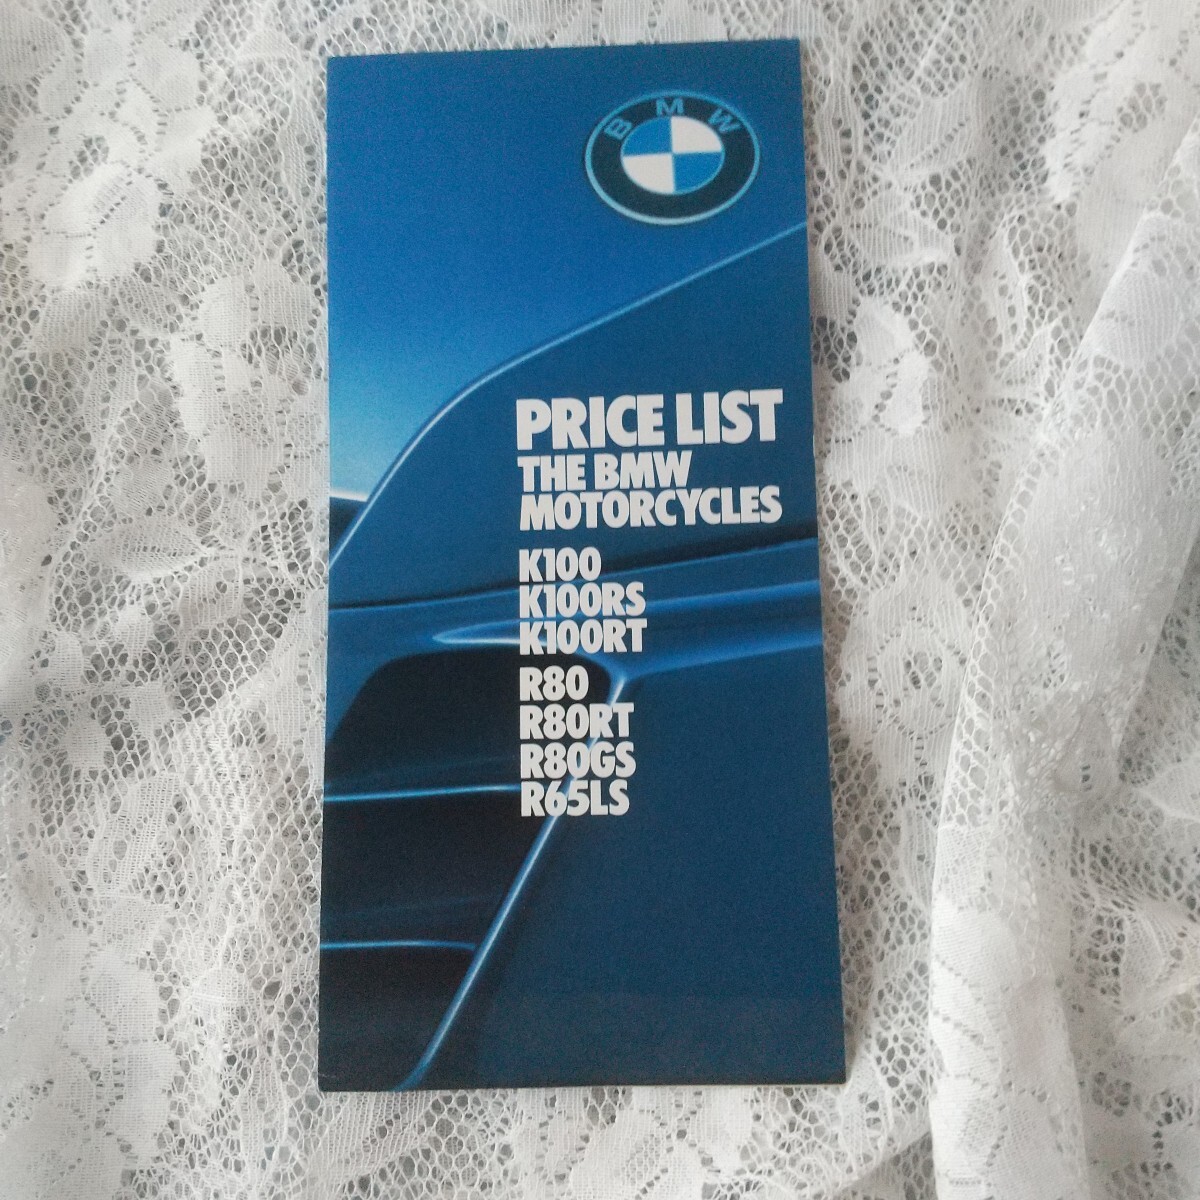 BMW
PRICE LIST
THE BMW
MOTORCYCLES
K100
K100RS
K100RT
R80
R80RT
R80GS
R65LS